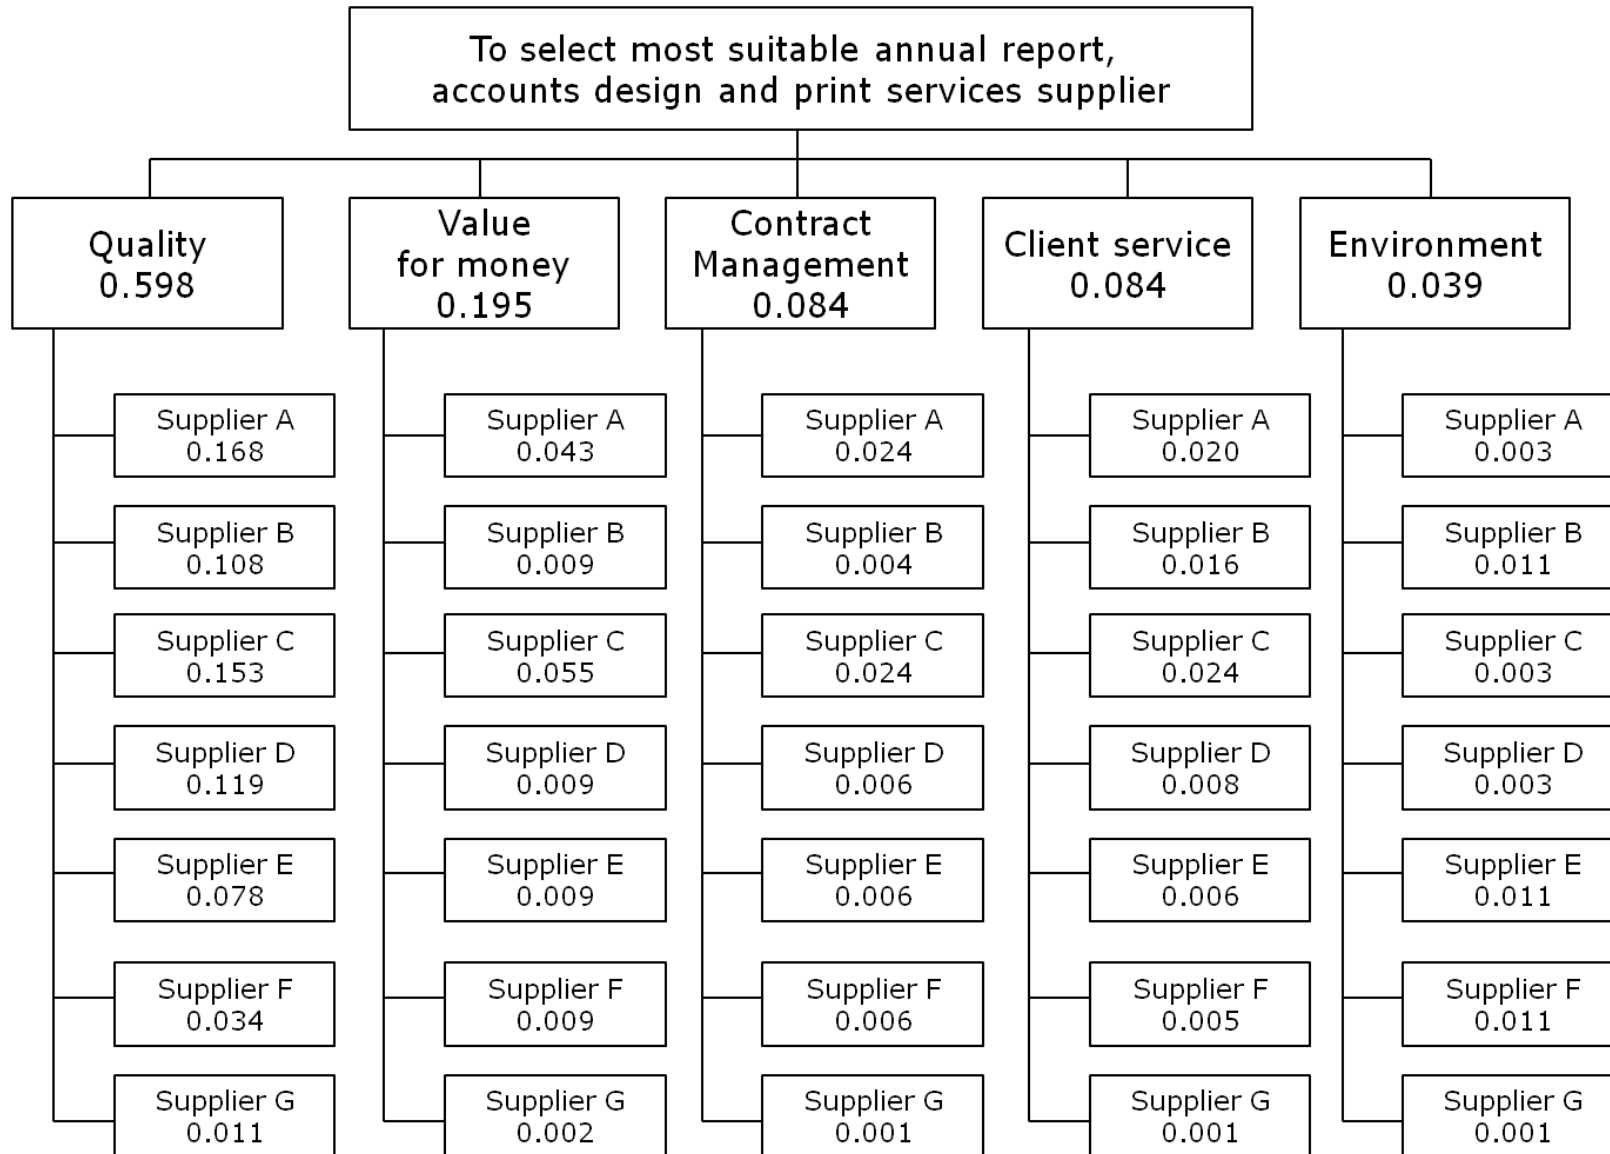 To select most suitable annual report,
accounts design and print services supplier
Quality
0.598
Value
for money
0.195
Contract
Management
0.084
Client service
0.084
Environment
0.039
Supplier A
0.168
Supplier A
0.043
Supplier A
0.024
Supplier A
0.020
Supplier A
0.003
Supplier B
0.108
Supplier B
0.009
Supplier B
0.004
Supplier B
0.016
Supplier B
0.011
Supplier C
0.153
Supplier C
0.055
Supplier C
0.024
Supplier C
0.024
Supplier C
0.003
Supplier D
0.119
Supplier D
0.009
Supplier D
0.006
Supplier D
0.008
Supplier D
0.003
Supplier E
0.078
Supplier E
0.009
Supplier E
0.006
Supplier E
0.006
Supplier E
0.011
Supplier F
0.034
Supplier F
0.009
Supplier F
0.006
Supplier F
0.005
Supplier F
0.011
Supplier G
0.011
Supplier G
0.002
Supplier G
0.001
Supplier G
0.001
Supplier G
0.001